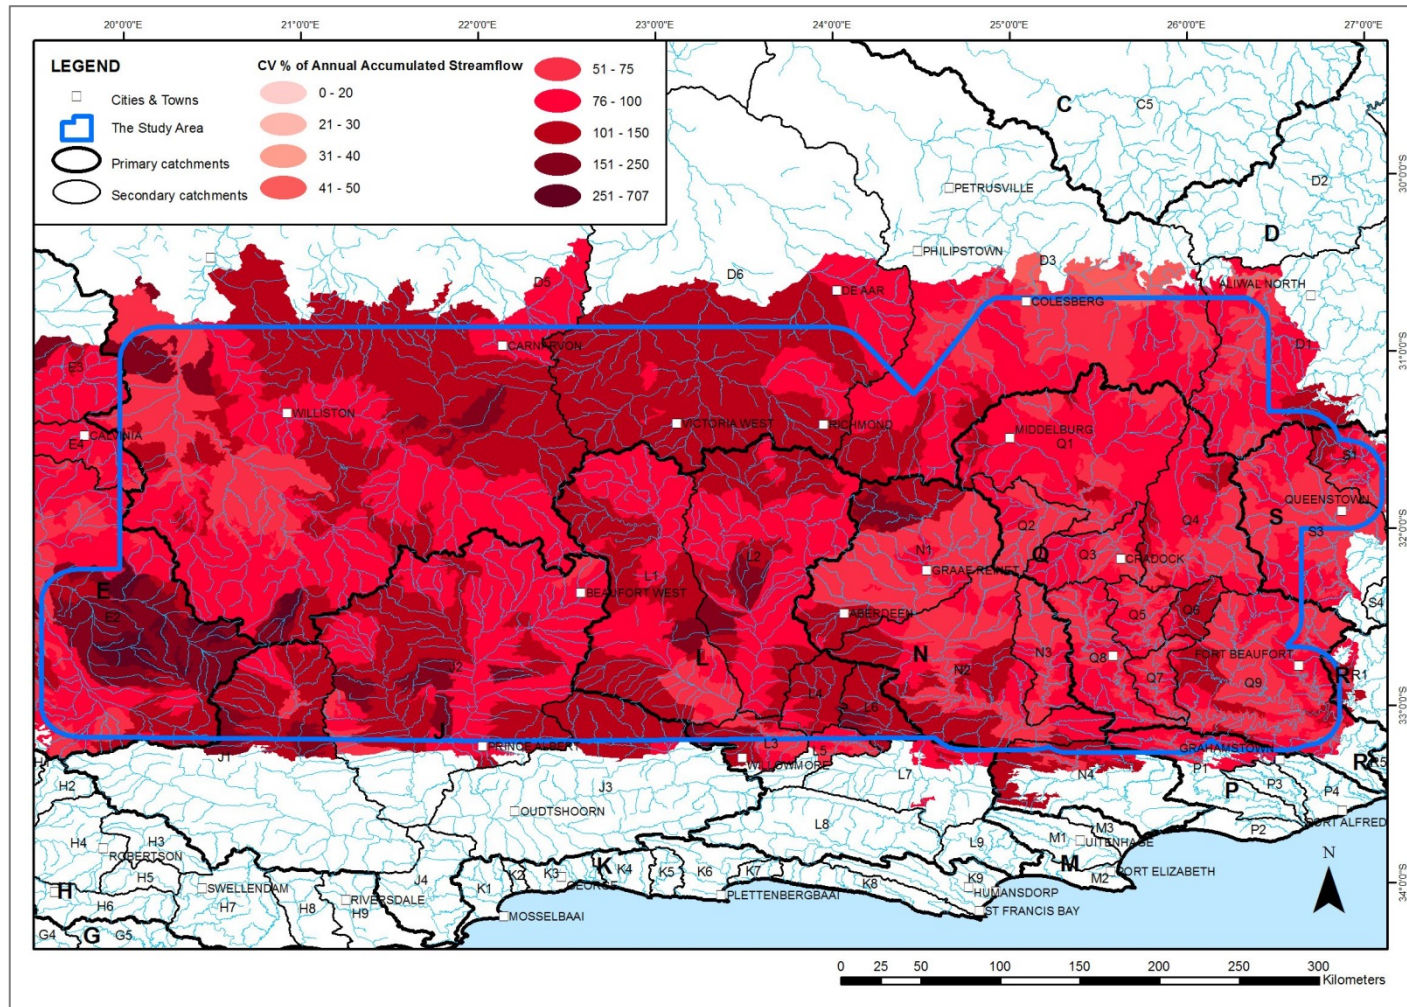 20°0'0"E 21°0'0"E 22°0'0"E 23°0'0"E 24°0'0"E 25°0'0"E 26°0'0"E 27°0'0"E
LEGEND
Cities & Towns
The Study Area
Primary catchments
Secondary catchments
CV % of Annual Accumulated Streamflow
0 - 20
21 - 30
31 - 40
41 - 50
51 - 75
76 - 100
101 - 150
151 - 250
251 - 707
C
C5
D2
30°0'0"S
PETRUSVILLE
D
PHILIPSTOWN
D3
D5
D6
DE AAR
ALIWAL NORTH
COLESBERG
31°0'0"S
CARNARVON
D1
E3
WILLISTON
VICTORIA WEST
RICHMOND
MIDDELBURG
Q1
E4
CALVINIA
QUEENSTOWN
S
Q4
Q2
S3
32°0'0"S
N1
Q
Q3
CRADOCK
GRAAF REINET
L2
L1
BEAUFORT WEST
E
E2
ABERDEEN
Q5
Q6
S4
N
N3
Q8
FORT BEAUFORT
L
J2
N2
Q7
Q9
R
R1
L4
L6
33°0'0"S
J
PRINCE ALBERT
L3
L5
GRAHAMSTOWN
J1
WILLOWMORE
L7
N4
P1
R
H2
J3
P
P3
P4
OUDTSHOORN
L8
P2
PORT ALFRED
H4
H3
ROBERTSON
M3
M1
UITENHAGE
L9
M
H5
J4
K
K1
K2
K3
K4
K5
K6
K7
K8
K9
M2
PORT ELIZABETH
GEORGE
H
H6
SWELLENDAM
H7
H8
RIVERSDALE
H9
PLETTENBERGBAAI
HUMANSDORP
34°0'0"S
MOSSELBAAI
ST FRANCIS BAY
G4
G
G5
N
0 25 50 100 150 200 250 300
Kilometers